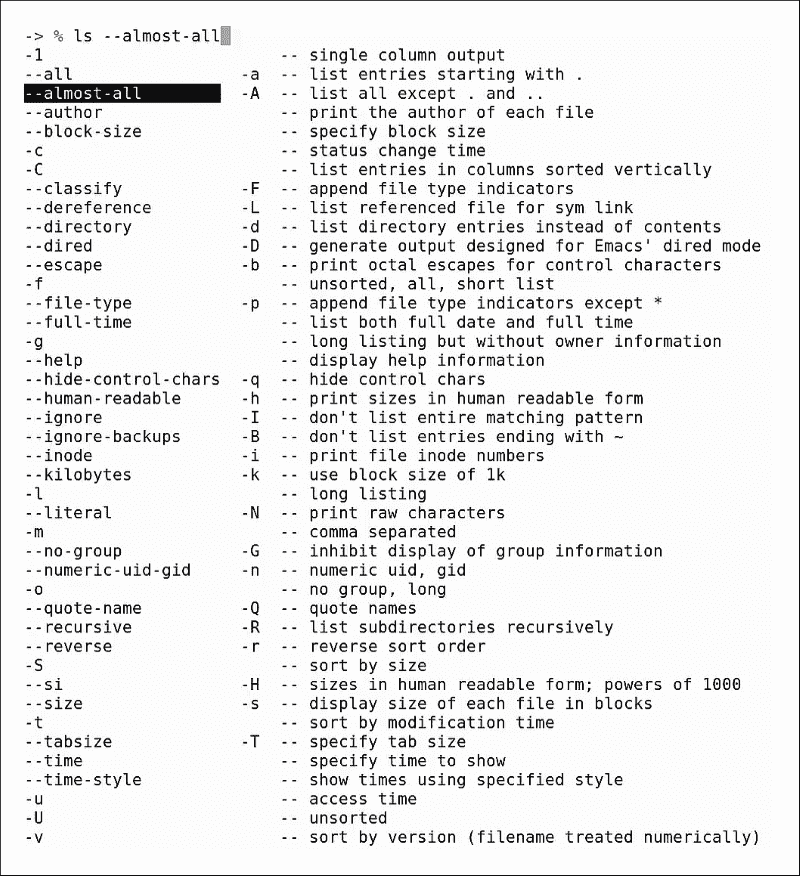 -> % ls --almost-all
-1                        -- single column output
--all                 -a  -- list entries starting with .
--almost-all          -A  -- list all except . and ..
--author                  -- print the author of each file
--block-size              -- specify block size
-c                        -- status change time
-C                        -- list entries in columns sorted vertically
--classify            -F  -- append file type indicators
--dereference         -L  -- list referenced file for sym link
--directory           -d  -- list directory entries instead of contents
--dired               -D  -- generate output designed for Emacs' dired mode
--escape              -b  -- print octal escapes for control characters
-f                        -- unsorted, all, short list
--file-type           -p  -- append file type indicators except *
--full-time               -- list both full date and full time
-g                        -- long listing but without owner information
--help                    -- display help information
--hide-control-chars  -q  -- hide control chars
--human-readable      -h  -- print sizes in human readable form
--ignore              -I  -- don't list entire matching pattern
--ignore-backups      -B  -- don't list entries ending with ~
--inode               -i  -- print file inode numbers
--kilobytes           -k  -- use block size of 1k
-l                        -- long listing
--literal             -N  -- print raw characters
-m                        -- comma separated
--no-group            -G  -- inhibit display of group information
--numeric-uid-gid     -n  -- numeric uid, gid
-o                        -- no group, long
--quote-name          -Q  -- quote names
--recursive           -R  -- list subdirectories recursively
--reverse             -r  -- reverse sort order
-S                        -- sort by size
--si                  -H  -- sizes in human readable form; powers of 1000
--size                -s  -- display size of each file in blocks
-t                        -- sort by modification time
--tabsize             -T  -- specify tab size
--time                    -- specify time to show
--time-style              -- show times using specified style
-u                        -- access time
-U                        -- unsorted
-v                        -- sort by version (filename treated numerically)